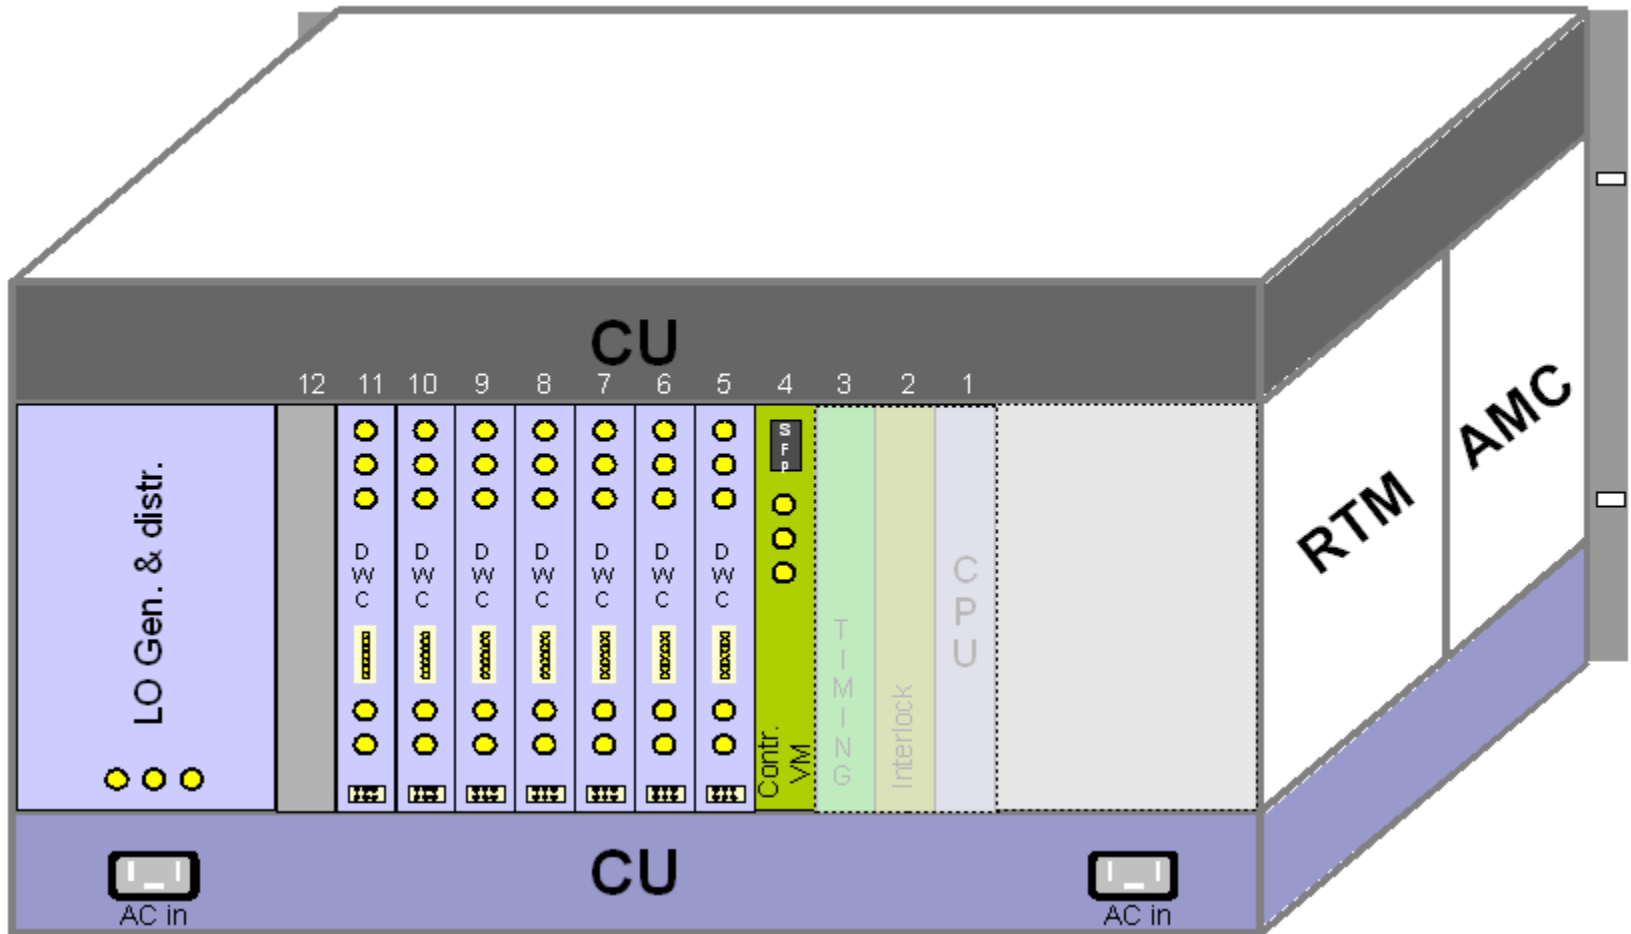 CU
12 11 10 9 8 7 6 5 4 3 2 1
LO Gen. & distr.
DWC
DWC
DWC
DWC
DWC
DWC
DWC
SFP
Contr.
VM
TIMING
Interlock
CPU
RTM
AMC
CU
AC in
AC in